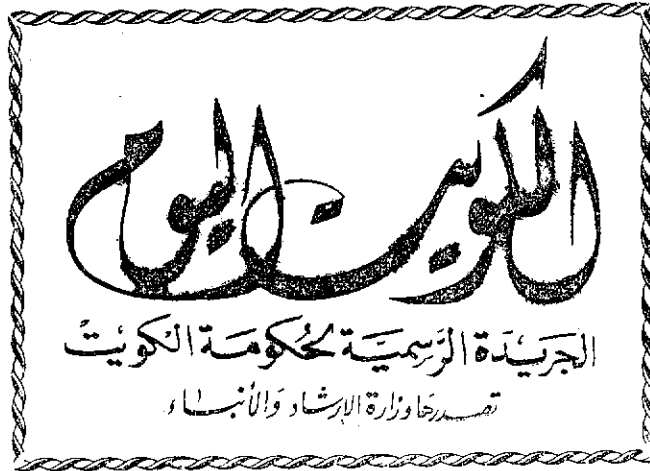 الكويت اليوم
الجريدة الرسمية لحكومة الكويت
تصدرها وزارة الإرشاد والأنباء